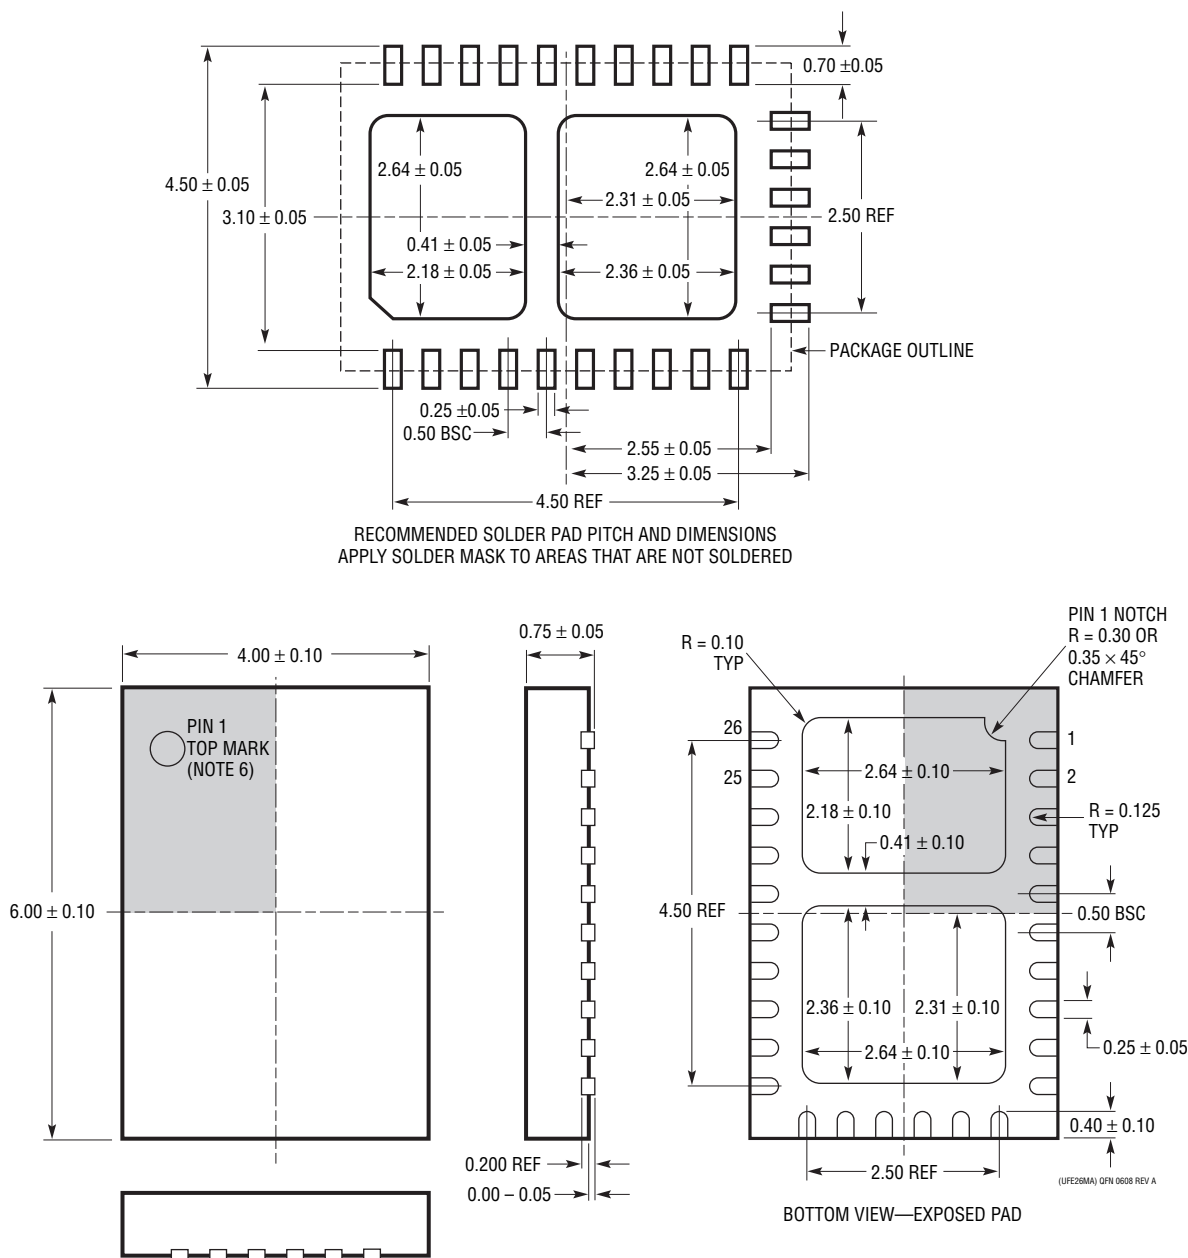 0.70 ±0.05
2.64 ± 0.05
2.64 ± 0.05
4.50 ± 0.05
2.31 ± 0.05
3.10 ± 0.05
2.50 REF
0.41 ± 0.05
2.18 ± 0.05
2.36 ± 0.05
PACKAGE OUTLINE
0.25 ±0.05
0.50 BSC
2.55 ± 0.05
3.25 ± 0.05
4.50 REF
RECOMMENDED SOLDER PAD PITCH AND DIMENSIONS
APPLY SOLDER MASK TO AREAS THAT ARE NOT SOLDERED
4.00 ± 0.10
PIN 1
TOP MARK
(NOTE 6)
6.00 ± 0.10
0.75 ± 0.05
0.200 REF
0.00 – 0.05
R = 0.10
TYP
PIN 1 NOTCH
R = 0.30 OR
0.35 × 45°
CHAMFER
26
1
25
2
2.64 ± 0.10
2.18 ± 0.10
R = 0.125
TYP
0.41 ± 0.10
4.50 REF
0.50 BSC
2.36 ± 0.10
2.31 ± 0.10
2.64 ± 0.10
0.25 ± 0.05
0.40 ± 0.10
2.50 REF
(UFE26MA) QFN 0608 REV A
BOTTOM VIEW—EXPOSED PAD